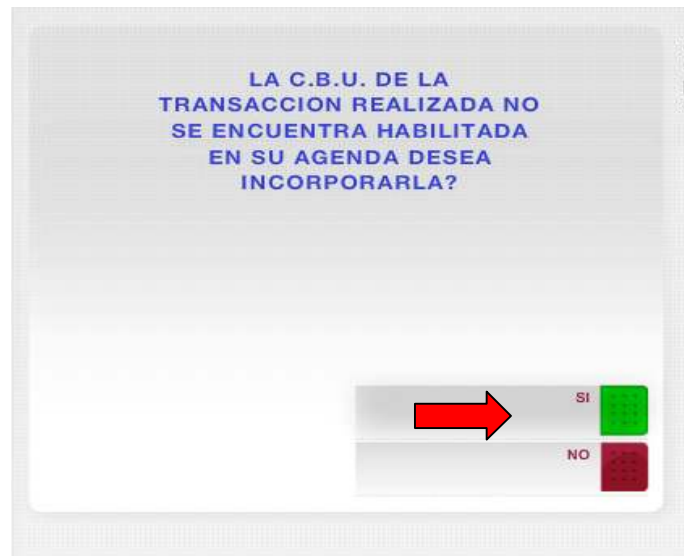 LA C.B.U. DE LA
TRANSACCION REALIZADA NO
SE ENCUENTRA HABILITADA
EN SU AGENDA DESEA
INCORPORARLA?
SI
NO